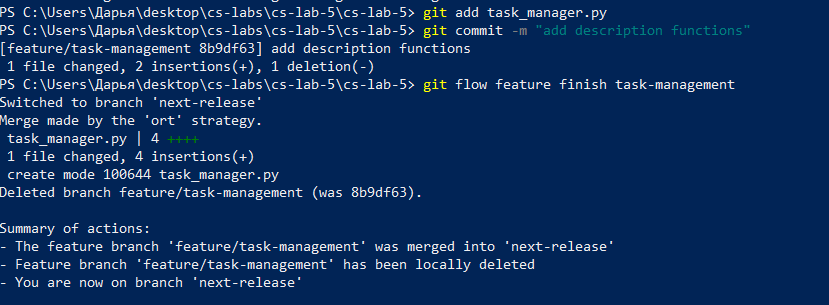 PS C:\Users\Дарья\desktop\cs-labs\cs-lab-5\cs-lab-5> git add task_manager.py
PS C:\Users\Дарья\desktop\cs-labs\cs-lab-5\cs-lab-5> git commit -m "add description functions"
[feature/task-management 8b9df63] add description functions
 1 file changed, 2 insertions(+), 1 deletion(-)
PS C:\Users\Дарья\desktop\cs-labs\cs-lab-5\cs-lab-5> git flow feature finish task-management
Switched to branch 'next-release'
Merge made by the 'ort' strategy.
 task_manager.py | 4 ++++
 1 file changed, 4 insertions(+)
 create mode 100644 task_manager.py
Deleted branch feature/task-management (was 8b9df63).

Summary of actions:
- The feature branch 'feature/task-management' was merged into 'next-release'
- Feature branch 'feature/task-management' has been locally deleted
- You are now on branch 'next-release'